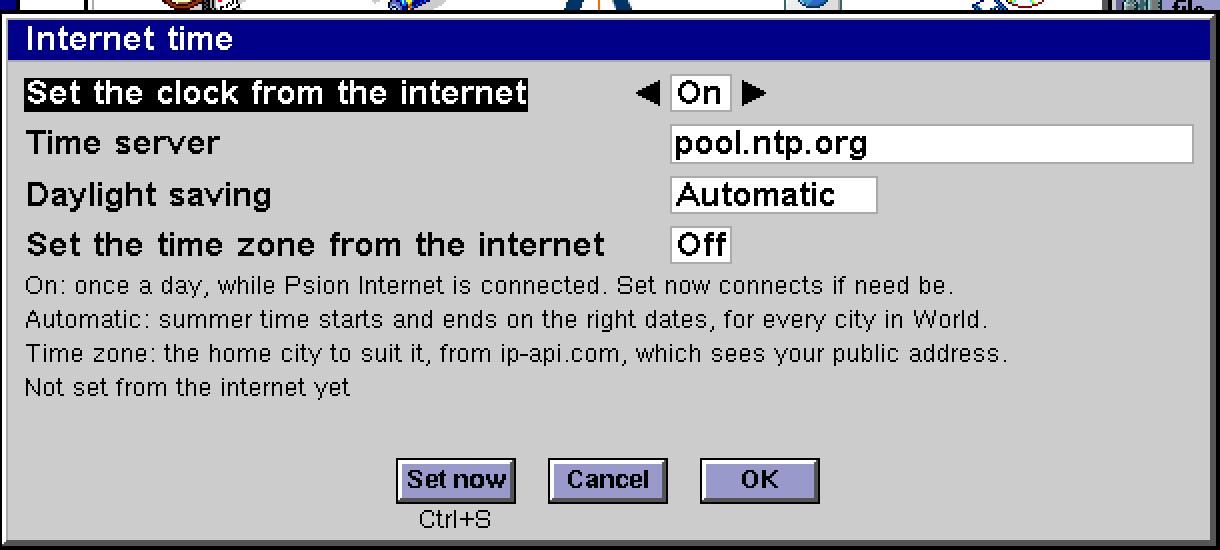 file
Internet time
Set the clock from the internet On
Time server pool.ntp.org
Daylight saving Automatic
Set the time zone from the internet Off
On: once a day, while Psion Internet is connected. Set now connects if need be.
Automatic: summer time starts and ends on the right dates, for every city in World.
Time zone: the home city to suit it, from ip-api.com, which sees your public address.
Not set from the internet yet
Set now Cancel OK
Ctrl+S